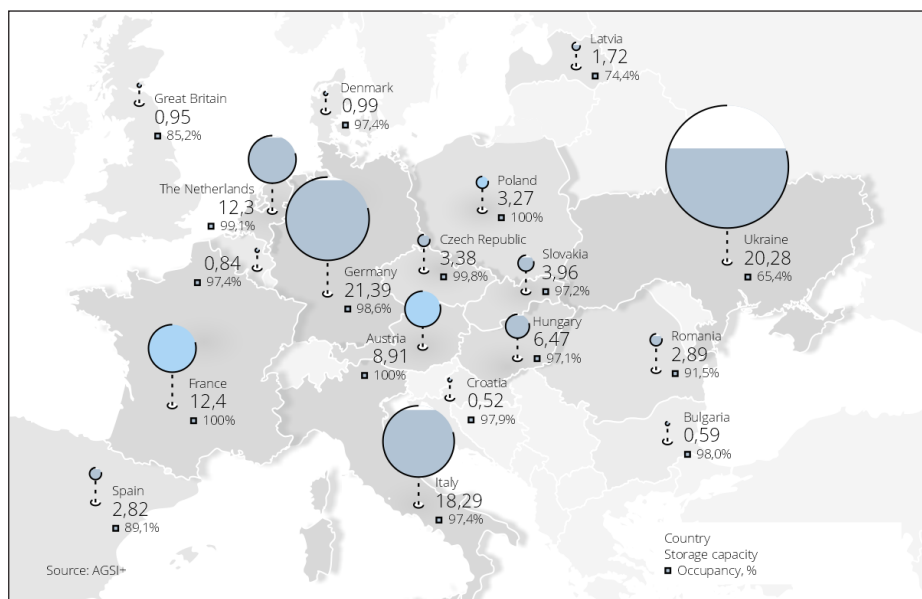 Latvia
1,72
74,4%
Great Britain
0,95
85,2%
Denmark
0,99
97,4%
The Netherlands
12,3
99,1%
Poland
3,27
100%
0,84
97,4%
Germany
21,39
98,6%
Czech Republic
3,38
99,8%
Slovakia
3,96
97,2%
Ukraine
20,28
65,4%
Austria
8,91
100%
Hungary
6,47
97,1%
Romania
2,89
91,5%
France
12,4
100%
Croatia
0,52
97,9%
Bulgaria
0,59
98,0%
Spain
2,82
89,1%
Italy
18,29
97,4%
Source: AGSI+
Country
Storage capacity
Occupancy, %